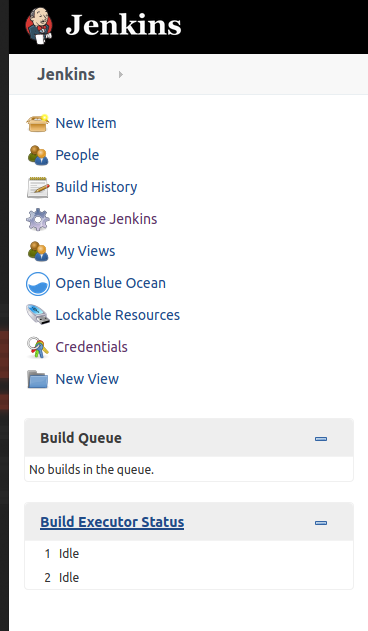 Jenkins
Jenkins
New Item
People
Build History
Manage Jenkins
My Views
Open Blue Ocean
Lockable Resources
Credentials
New View
Build Queue
No builds in the queue.
Build Executor Status
1 Idle
2 Idle